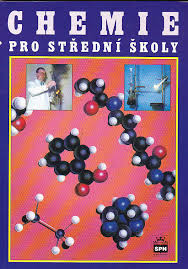 CHEMIE
PRO STŘEDNÍ ŠKOLY
SPN